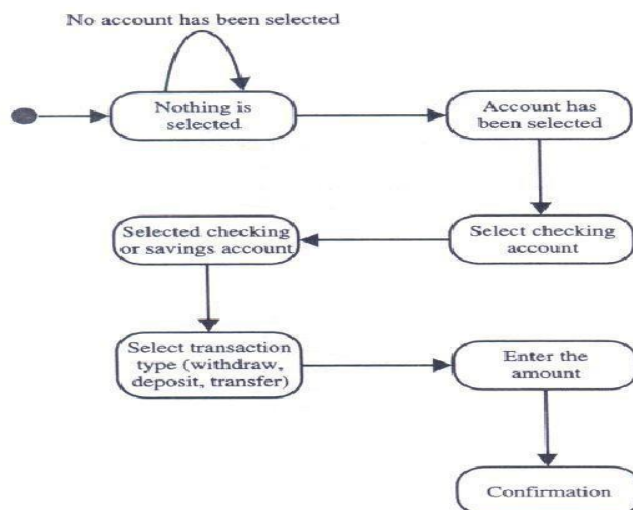 No account has been selected
Nothing is
selected
Account has
been selected
Selected checking
or savings account
Select checking
account
Select transaction
type (withdraw,
deposit, transfer)
Enter the
amount
Confirmation